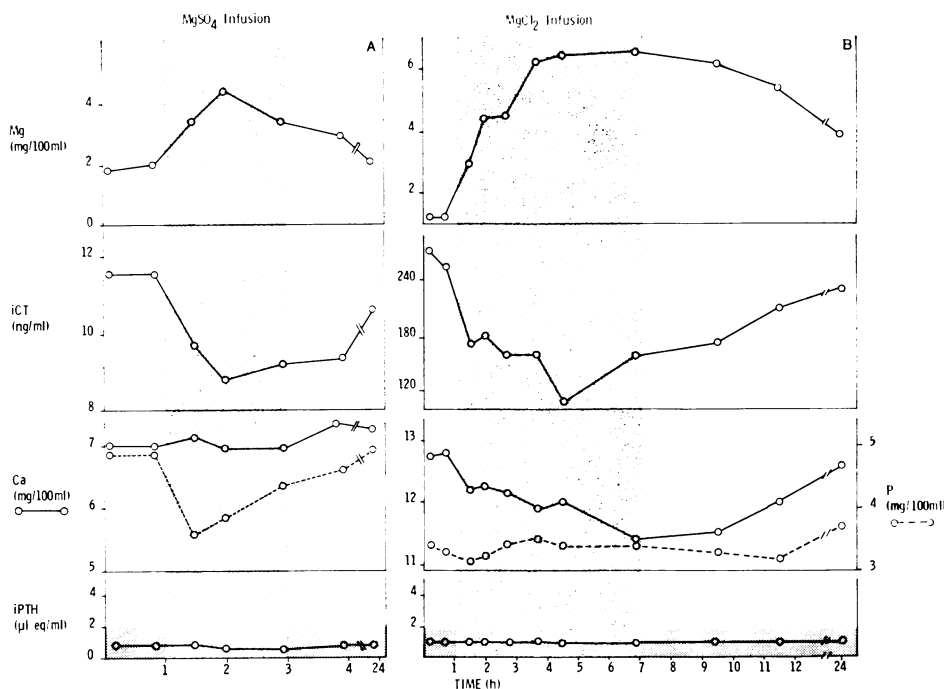 MgSO4 Infusion
MgCl2 Infusion
A
B
Mg
(mg/100ml)
4
2
0
6
4
2
iCT
(ng/ml)
12
10
8
240
180
120
Ca
(mg/100ml)
7
6
5
13
12
11
5
4
3
P
(mg/100ml)
iPTH
(µl eq/ml)
4
2
0
4
2
1 2 3 4 24
1 2 3 4 5 6 7 8 9 10 11 12 13 24
TIME (h)